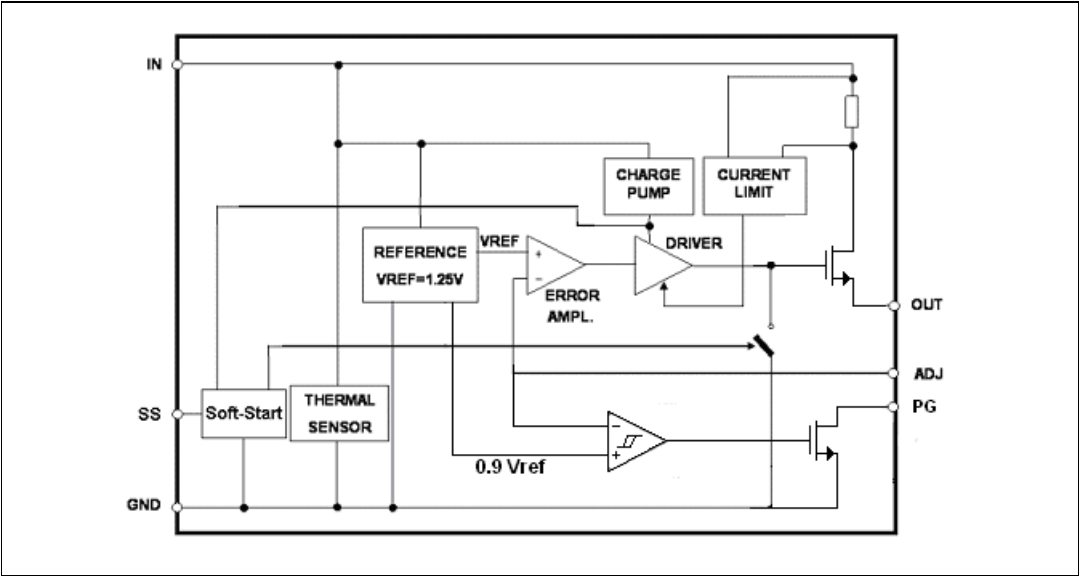 IN
CHARGE
PUMP
CURRENT
LIMIT
REFERENCE
VREF=1.25V
VREF
+
−
ERROR
AMPL.
DRIVER
OUT
ADJ
PG
SS
Soft-Start
THERMAL
SENSOR
−
+
0.9 Vref
GND